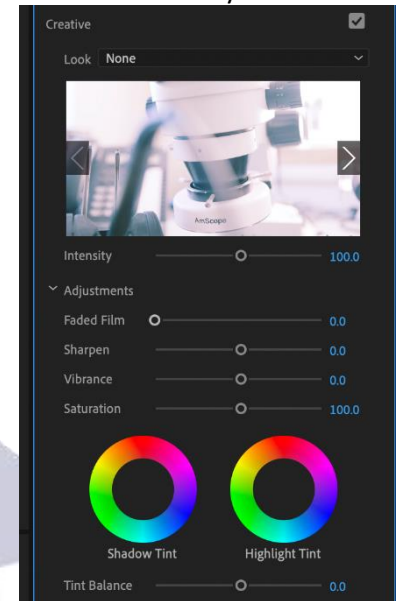 Creative
Look None
AmScope
Intensity 100.0
Adjustments
Faded Film 0.0
Sharpen 0.0
Vibrance 0.0
Saturation 100.0
Shadow Tint Highlight Tint
Tint Balance 0.0